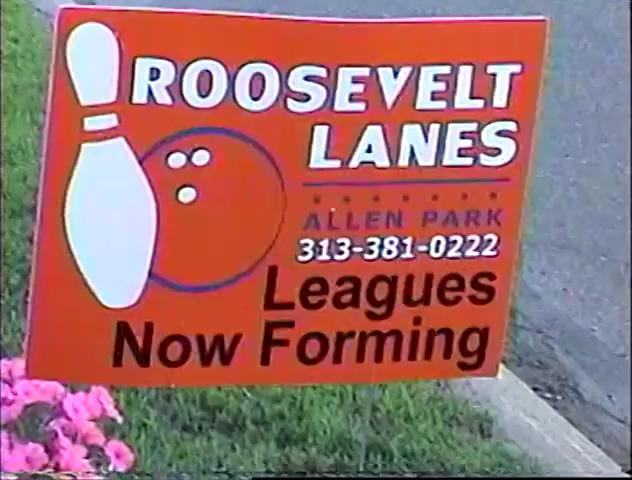 ROOSEVELT
LANES
ALLEN PARK
313-381-0222
Leagues
Now Forming